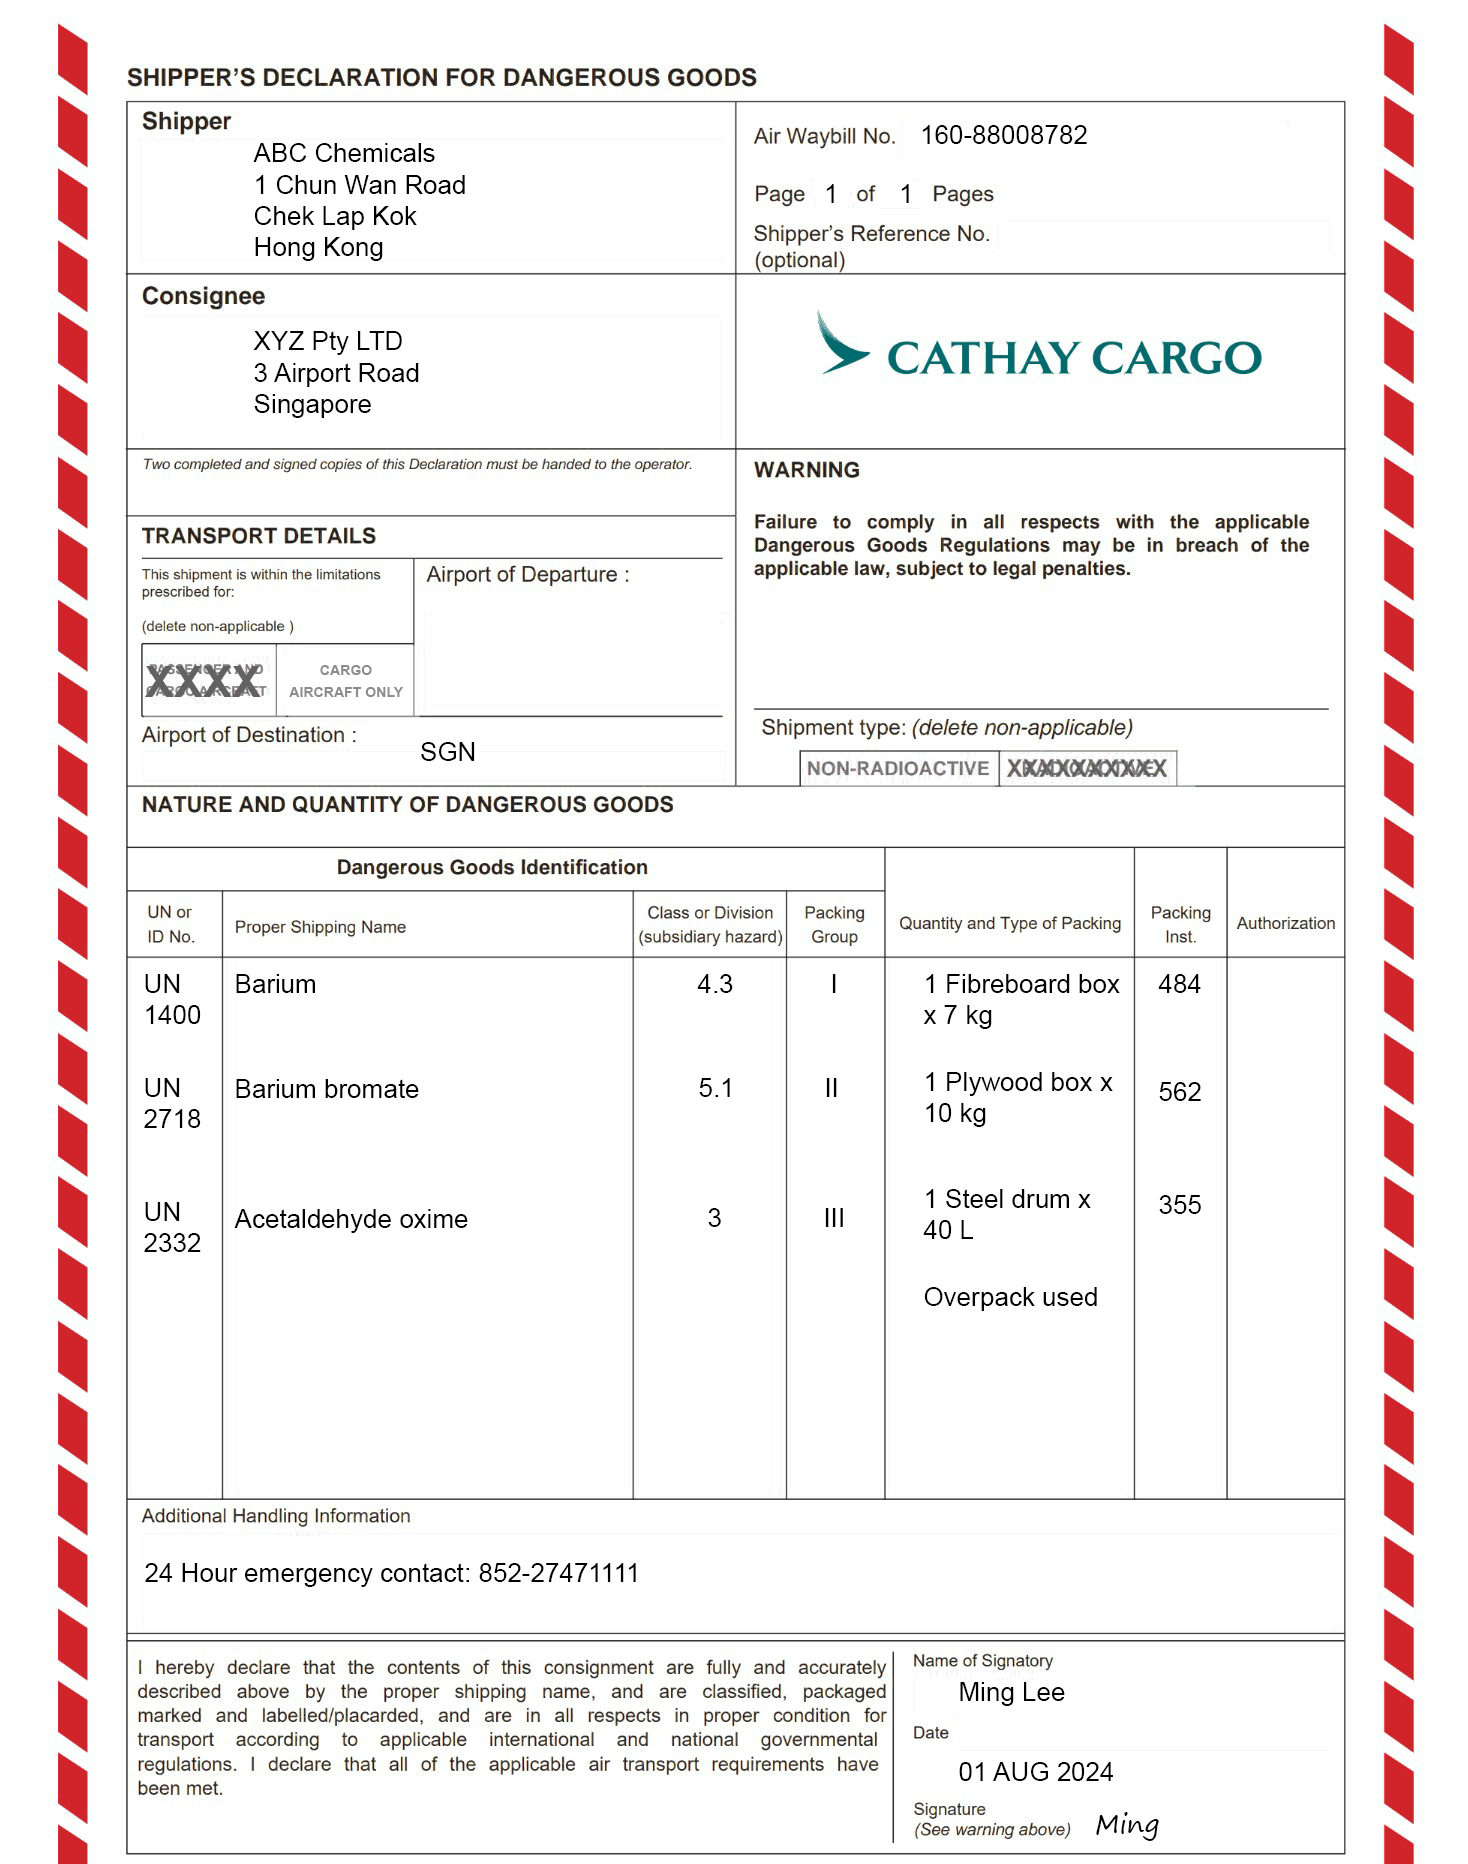 SHIPPER'S DECLARATION FOR DANGEROUS GOODS
Shipper
ABC Chemicals
1 Chun Wan Road
Chek Lap Kok
Hong Kong
Air Waybill No. 160-88008782
Page 1 of 1 Pages
Shipper's Reference No.
(optional)
Consignee
XYZ Pty LTD
3 Airport Road
Singapore
CATHAY CARGO
Two completed and signed copies of this Declaration must be handed to the operator.
WARNING
Failure to comply in all respects with the applicable
Dangerous Goods Regulations may be in breach of the
applicable law, subject to legal penalties.
TRANSPORT DETAILS
This shipment is within the limitations
prescribed for:
(delete non-applicable )
PASSENGER AND
CARGO AIRCRAFT
XXXX
CARGO
AIRCRAFT ONLY
Airport of Departure :
Airport of Destination :
SGN
Shipment type: (delete non-applicable)
NON-RADIOACTIVE
XXXXXXXXXX
NATURE AND QUANTITY OF DANGEROUS GOODS
Dangerous Goods Identification
UN or
ID No.
Proper Shipping Name
Class or Division
(subsidiary hazard)
Packing
Group
Quantity and Type of Packing
Packing
Inst.
Authorization
UN
1400
Barium
4.3
I
1 Fibreboard box
x 7 kg
484
UN
2718
Barium bromate
5.1
II
1 Plywood box x
10 kg
562
UN
2332
Acetaldehyde oxime
3
III
1 Steel drum x
40 L
355
Overpack used
Additional Handling Information
24 Hour emergency contact: 852-27471111
I hereby declare that the contents of this consignment are fully and accurately
described above by the proper shipping name, and are classified, packaged
marked and labelled/placarded, and are in all respects in proper condition for
transport according to applicable international and national governmental
regulations. I declare that all of the applicable air transport requirements have
been met.
Name of Signatory
Ming Lee
Date
01 AUG 2024
Signature
(See warning above) Ming